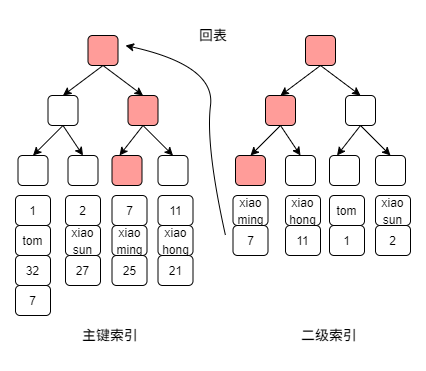 回表
1
tom
32
7
2
xiao
sun
27
7
xiao
ming
25
11
xiao
hong
21
xiao
ming
7
xiao
hong
11
tom
1
xiao
sun
2
主键索引
二级索引